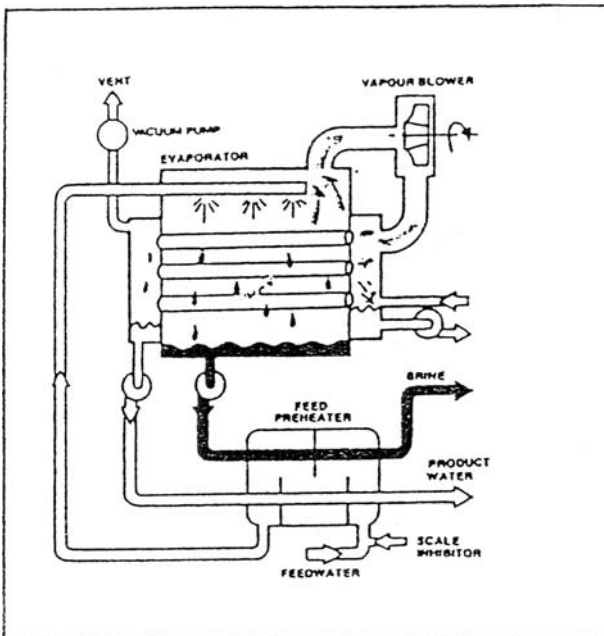 VENT
VAPOUR BLOWER
VACUUM PUMP
EVAPORATOR
BRINE
FEED
PREHEATER
PRODUCT
WATER
SCALE
INHIBITOR
FEEDWATER